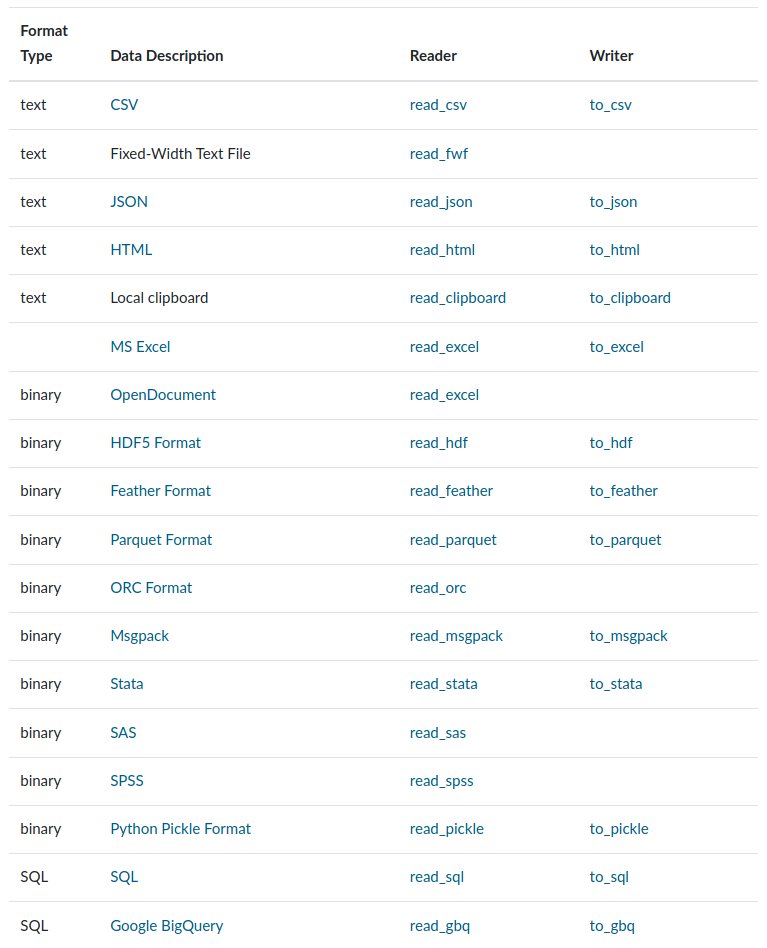 Format
Type Data Description Reader Writer
text CSV read_csv to_csv
text Fixed-Width Text File read_fwf
text JSON read_json to_json
text HTML read_html to_html
text Local clipboard read_clipboard to_clipboard
MS Excel read_excel to_excel
binary OpenDocument read_excel
binary HDF5 Format read_hdf to_hdf
binary Feather Format read_feather to_feather
binary Parquet Format read_parquet to_parquet
binary ORC Format read_orc
binary Msgpack read_msgpack to_msgpack
binary Stata read_stata to_stata
binary SAS read_sas
binary SPSS read_spss
binary Python Pickle Format read_pickle to_pickle
SQL SQL read_sql to_sql
SQL Google BigQuery read_gbq to_gbq